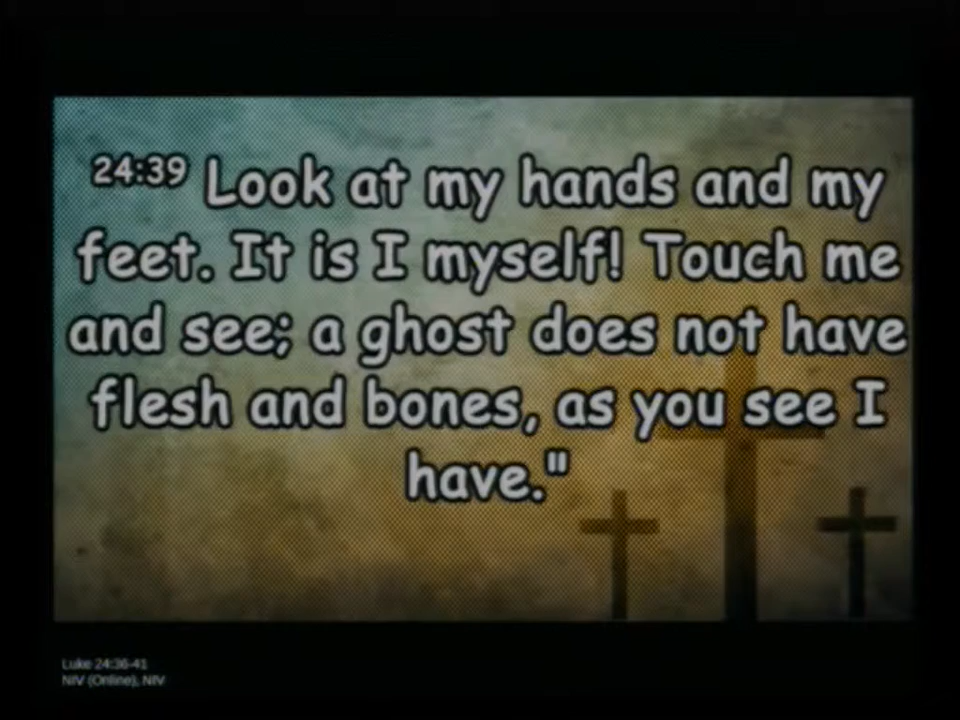 24:39 Look at my hands and my
feet. It is I myself! Touch me
and see; a ghost does not have
flesh and bones, as you see I
have."
Luke 24:36-41
NIV (Online), NIV